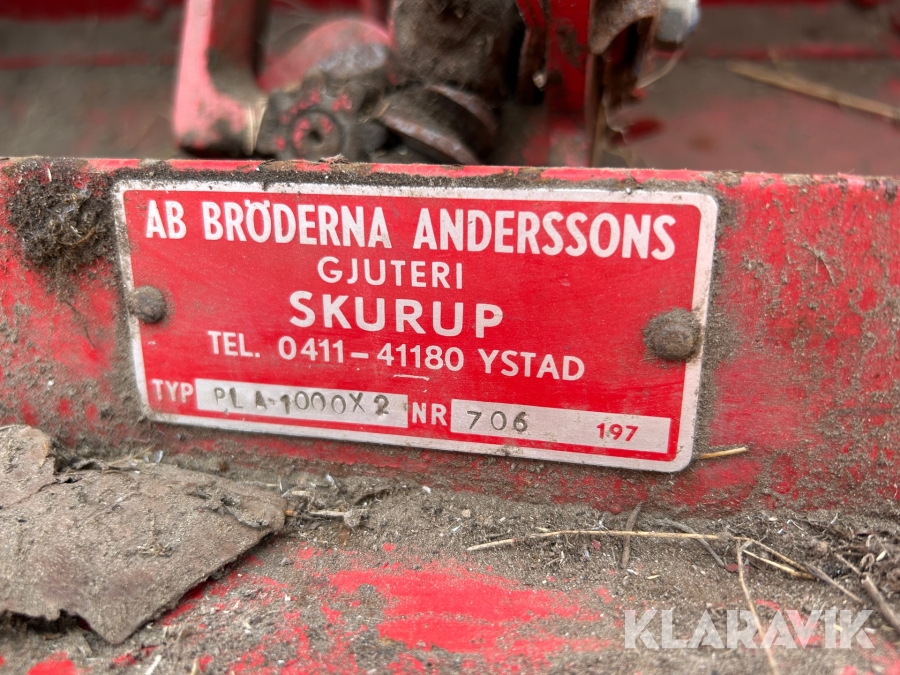 AB BRÖDERNA ANDERSSONS
GJUTERI
SKURUP
TEL. 0411-41180 YSTAD
TYP PLA-1000X2 NR 706 197
KLARAVIK